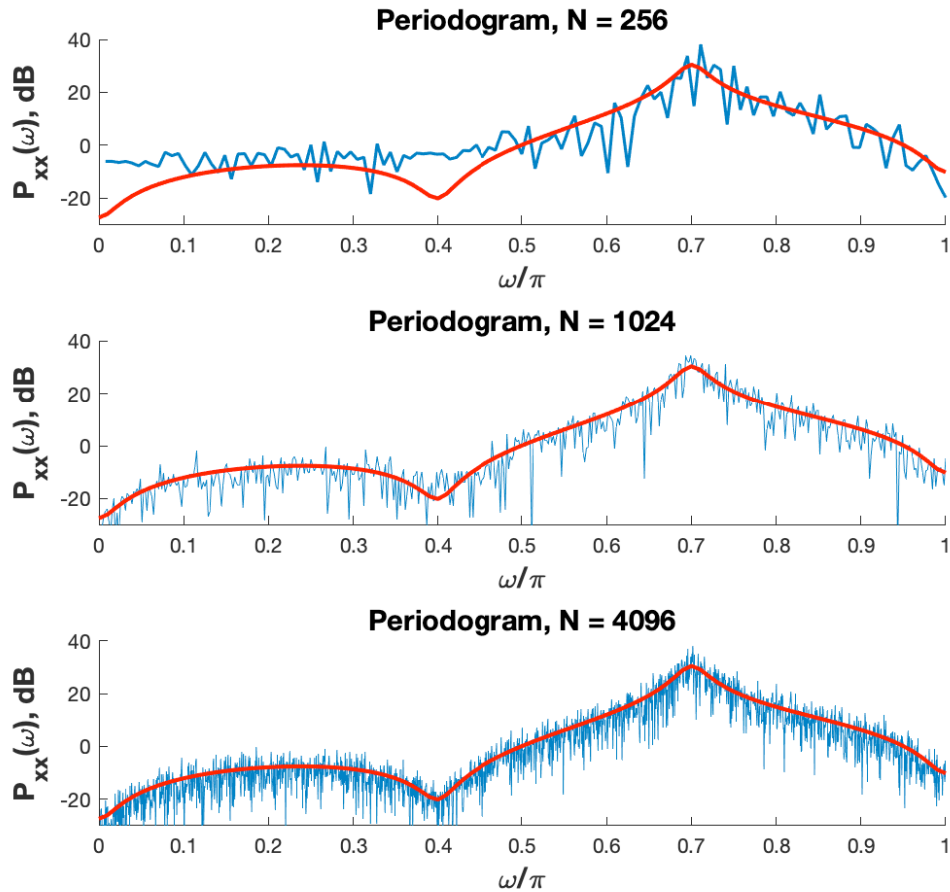 Periodogram, N = 256
P_xx(ω), dB
40
20
0
-20
0 0.1 0.2 0.3 0.4 0.5 0.6 0.7 0.8 0.9 1
ω/π
Periodogram, N = 1024
P_xx(ω), dB
40
20
0
-20
0 0.1 0.2 0.3 0.4 0.5 0.6 0.7 0.8 0.9 1
ω/π
Periodogram, N = 4096
P_xx(ω), dB
40
20
0
-20
0 0.1 0.2 0.3 0.4 0.5 0.6 0.7 0.8 0.9 1
ω/π